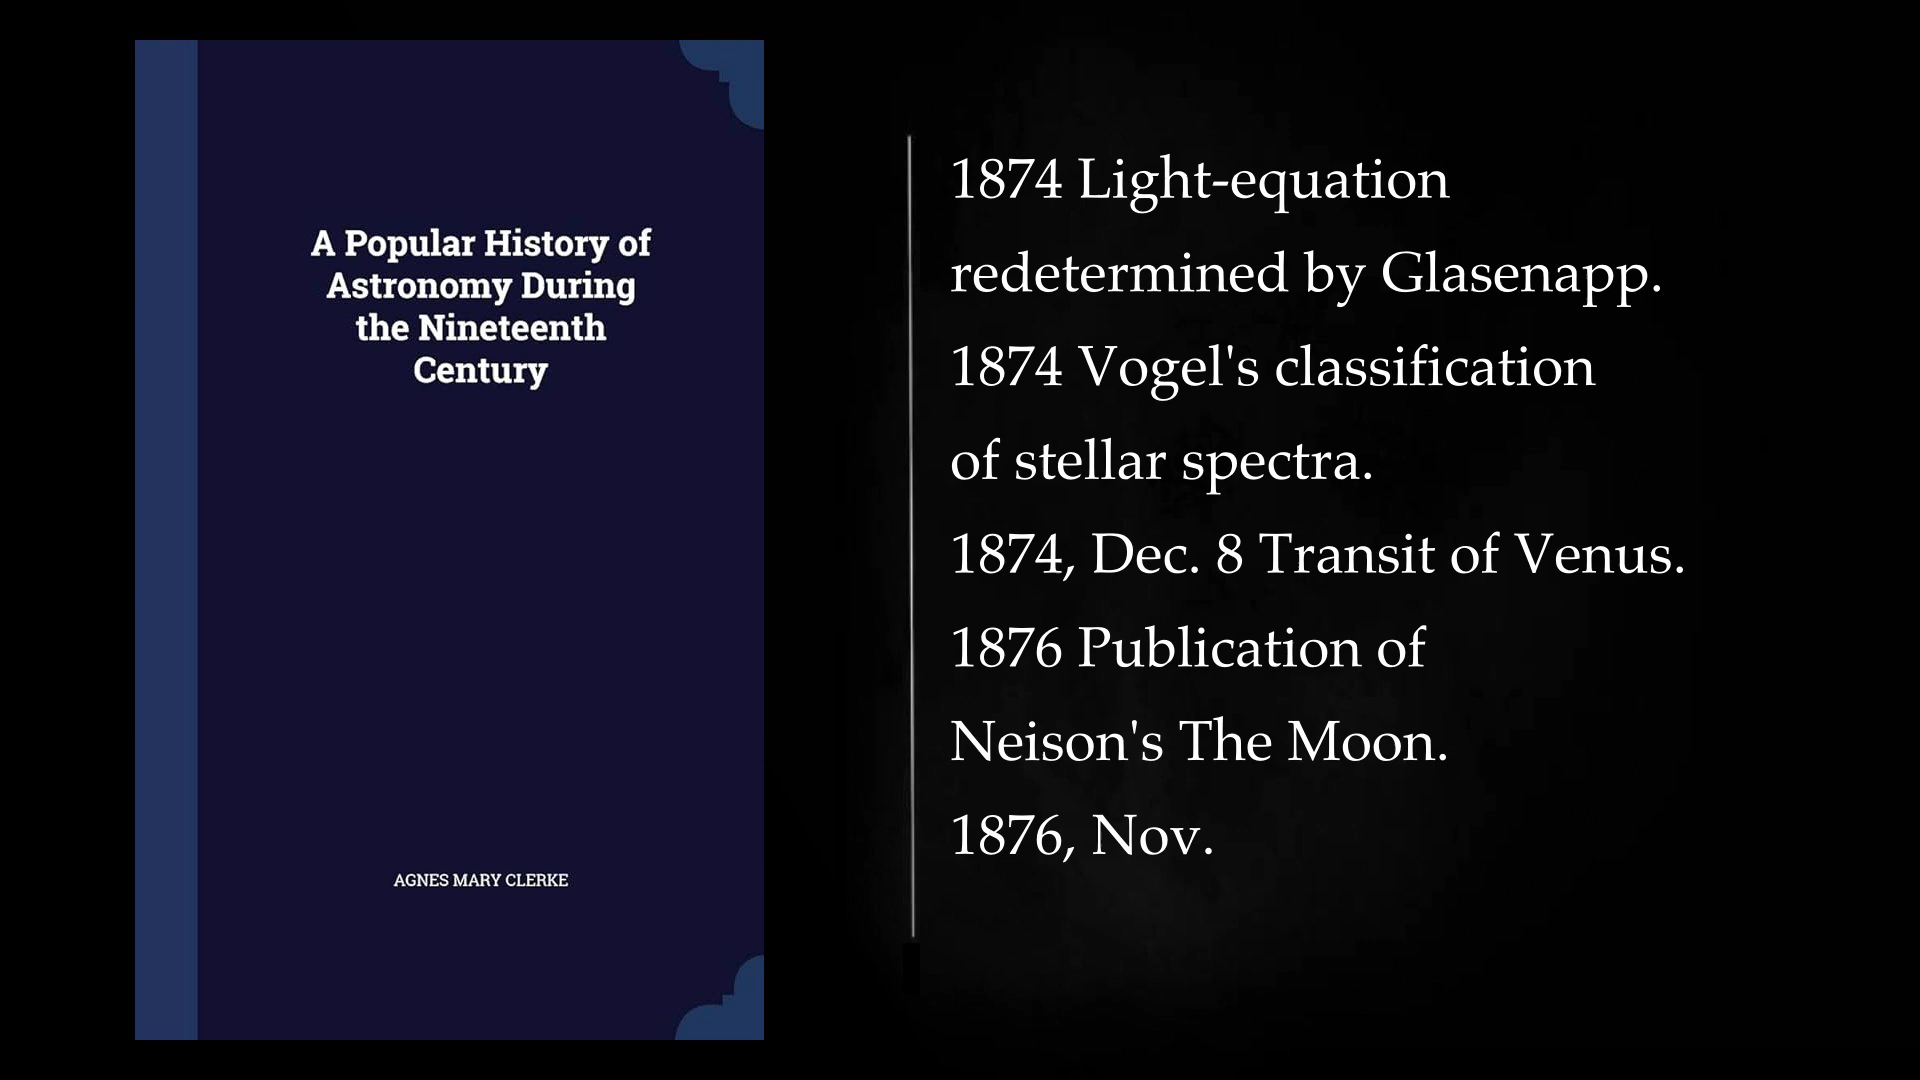 A Popular History of
Astronomy During
the Nineteenth
Century
AGNES MARY CLERKE
1874 Light-equation
redetermined by Glasenapp.
1874 Vogel's classification
of stellar spectra.
1874, Dec. 8 Transit of Venus.
1876 Publication of
Neison's The Moon.
1876, Nov.